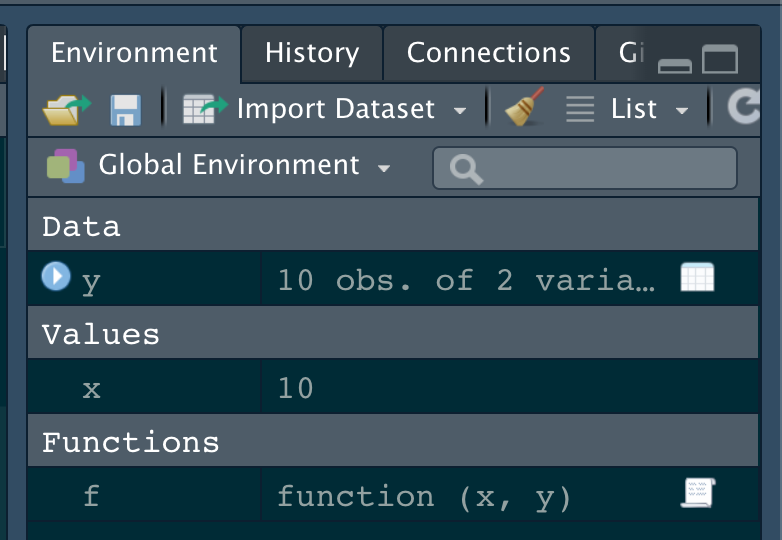 Environment History Connections Gi
Import Dataset List
Global Environment
Data
y 10 obs. of 2 varia…
Values
x 10
Functions
f function (x, y)